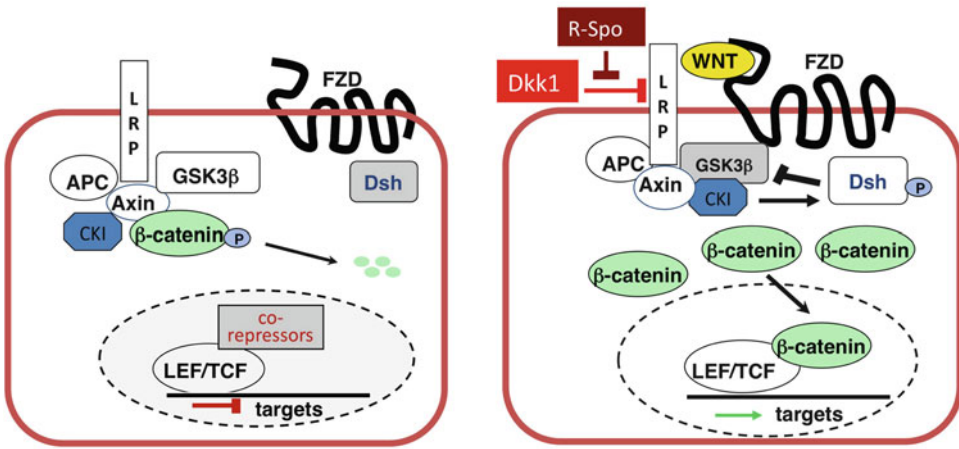 L
R
P
FZD
APC
GSK3β
Dsh
Axin
CKI
β-catenin
P
co-
repressors
LEF/TCF
targets
R-Spo
Dkk1
L
R
P
WNT
FZD
APC
GSK3β
Axin
CKI
Dsh
P
β-catenin
β-catenin
β-catenin
β-catenin
LEF/TCF
targets